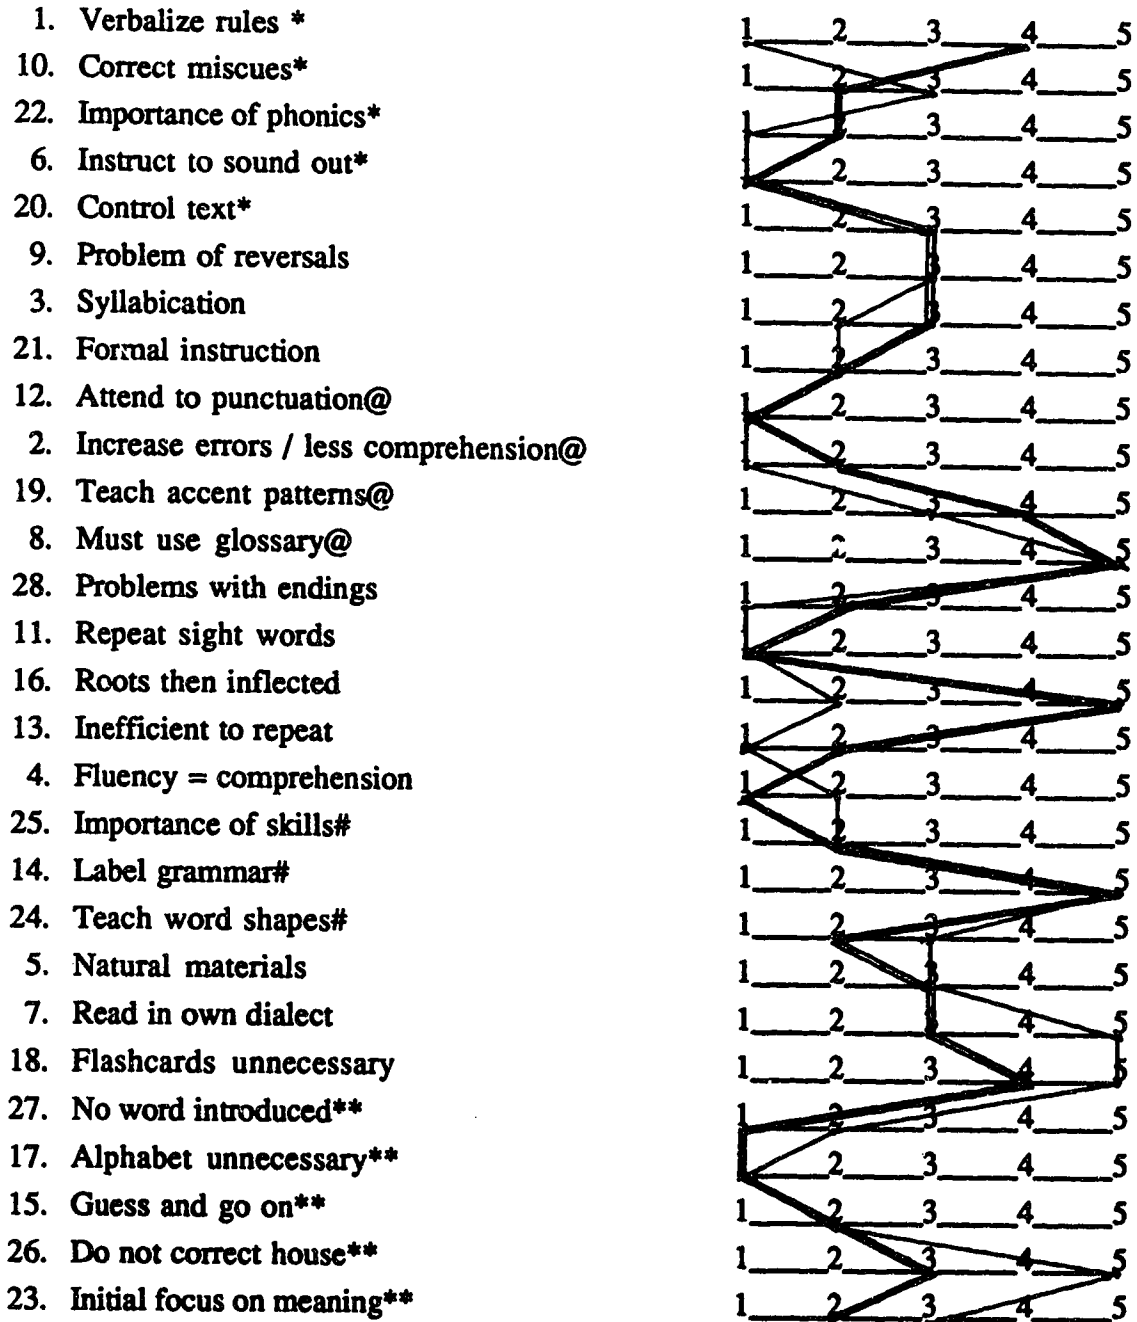 1. Verbalize rules * 1 2 3 4 5
10. Correct miscues* 1 2 3 4 5
22. Importance of phonics* 1 2 3 4 5
6. Instruct to sound out* 1 2 3 4 5
20. Control text* 1 2 3 4 5
9. Problem of reversals 1 2 3 4 5
3. Syllabication 1 2 3 4 5
21. Formal instruction 1 2 3 4 5
12. Attend to punctuation@ 1 2 3 4 5
2. Increase errors / less comprehension@ 1 2 3 4 5
19. Teach accent patterns@ 1 2 3 4 5
8. Must use glossary@ 1 2 3 4 5
28. Problems with endings 1 2 3 4 5
11. Repeat sight words 1 2 3 4 5
16. Roots then inflected 1 2 3 4 5
13. Inefficient to repeat 1 2 3 4 5
4. Fluency = comprehension 1 2 3 4 5
25. Importance of skills# 1 2 3 4 5
14. Label grammar# 1 2 3 4 5
24. Teach word shapes# 1 2 3 4 5
5. Natural materials 1 2 3 4 5
7. Read in own dialect 1 2 3 4 5
18. Flashcards unnecessary 1 2 3 4 5
27. No word introduced** 1 2 3 4 5
17. Alphabet unnecessary** 1 2 3 4 5
15. Guess and go on** 1 2 3 4 5
26. Do not correct house** 1 2 3 4 5
23. Initial focus on meaning** 1 2 3 4 5